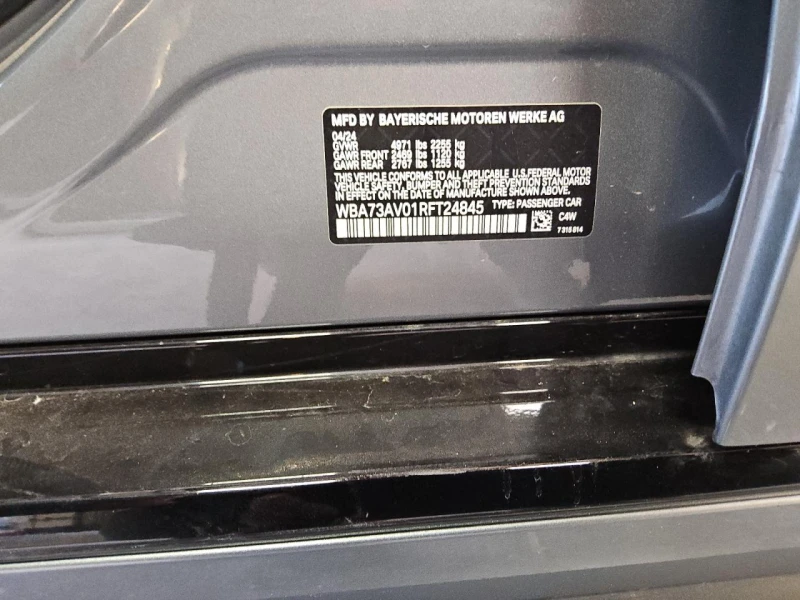 MFD BY BAYERISCHE MOTOREN WERKE AG
04/24
GVWR 4971 lbs 2255 kg
GAWR FRONT 2469 lbs 1120 kg
GAWR REAR 2767 lbs 1255 kg
THIS VEHICLE CONFORMS TO ALL APPLICABLE U.S. FEDERAL MOTOR
VEHICLE SAFETY, BUMPER AND THEFT PREVENTION STANDARDS
IN EFFECT ON THE DATE OF MANUFACTURE SHOWN ABOVE.
WBA73AV01RFT24845 TYPE: PASSENGER CAR
C4W
7 315 614